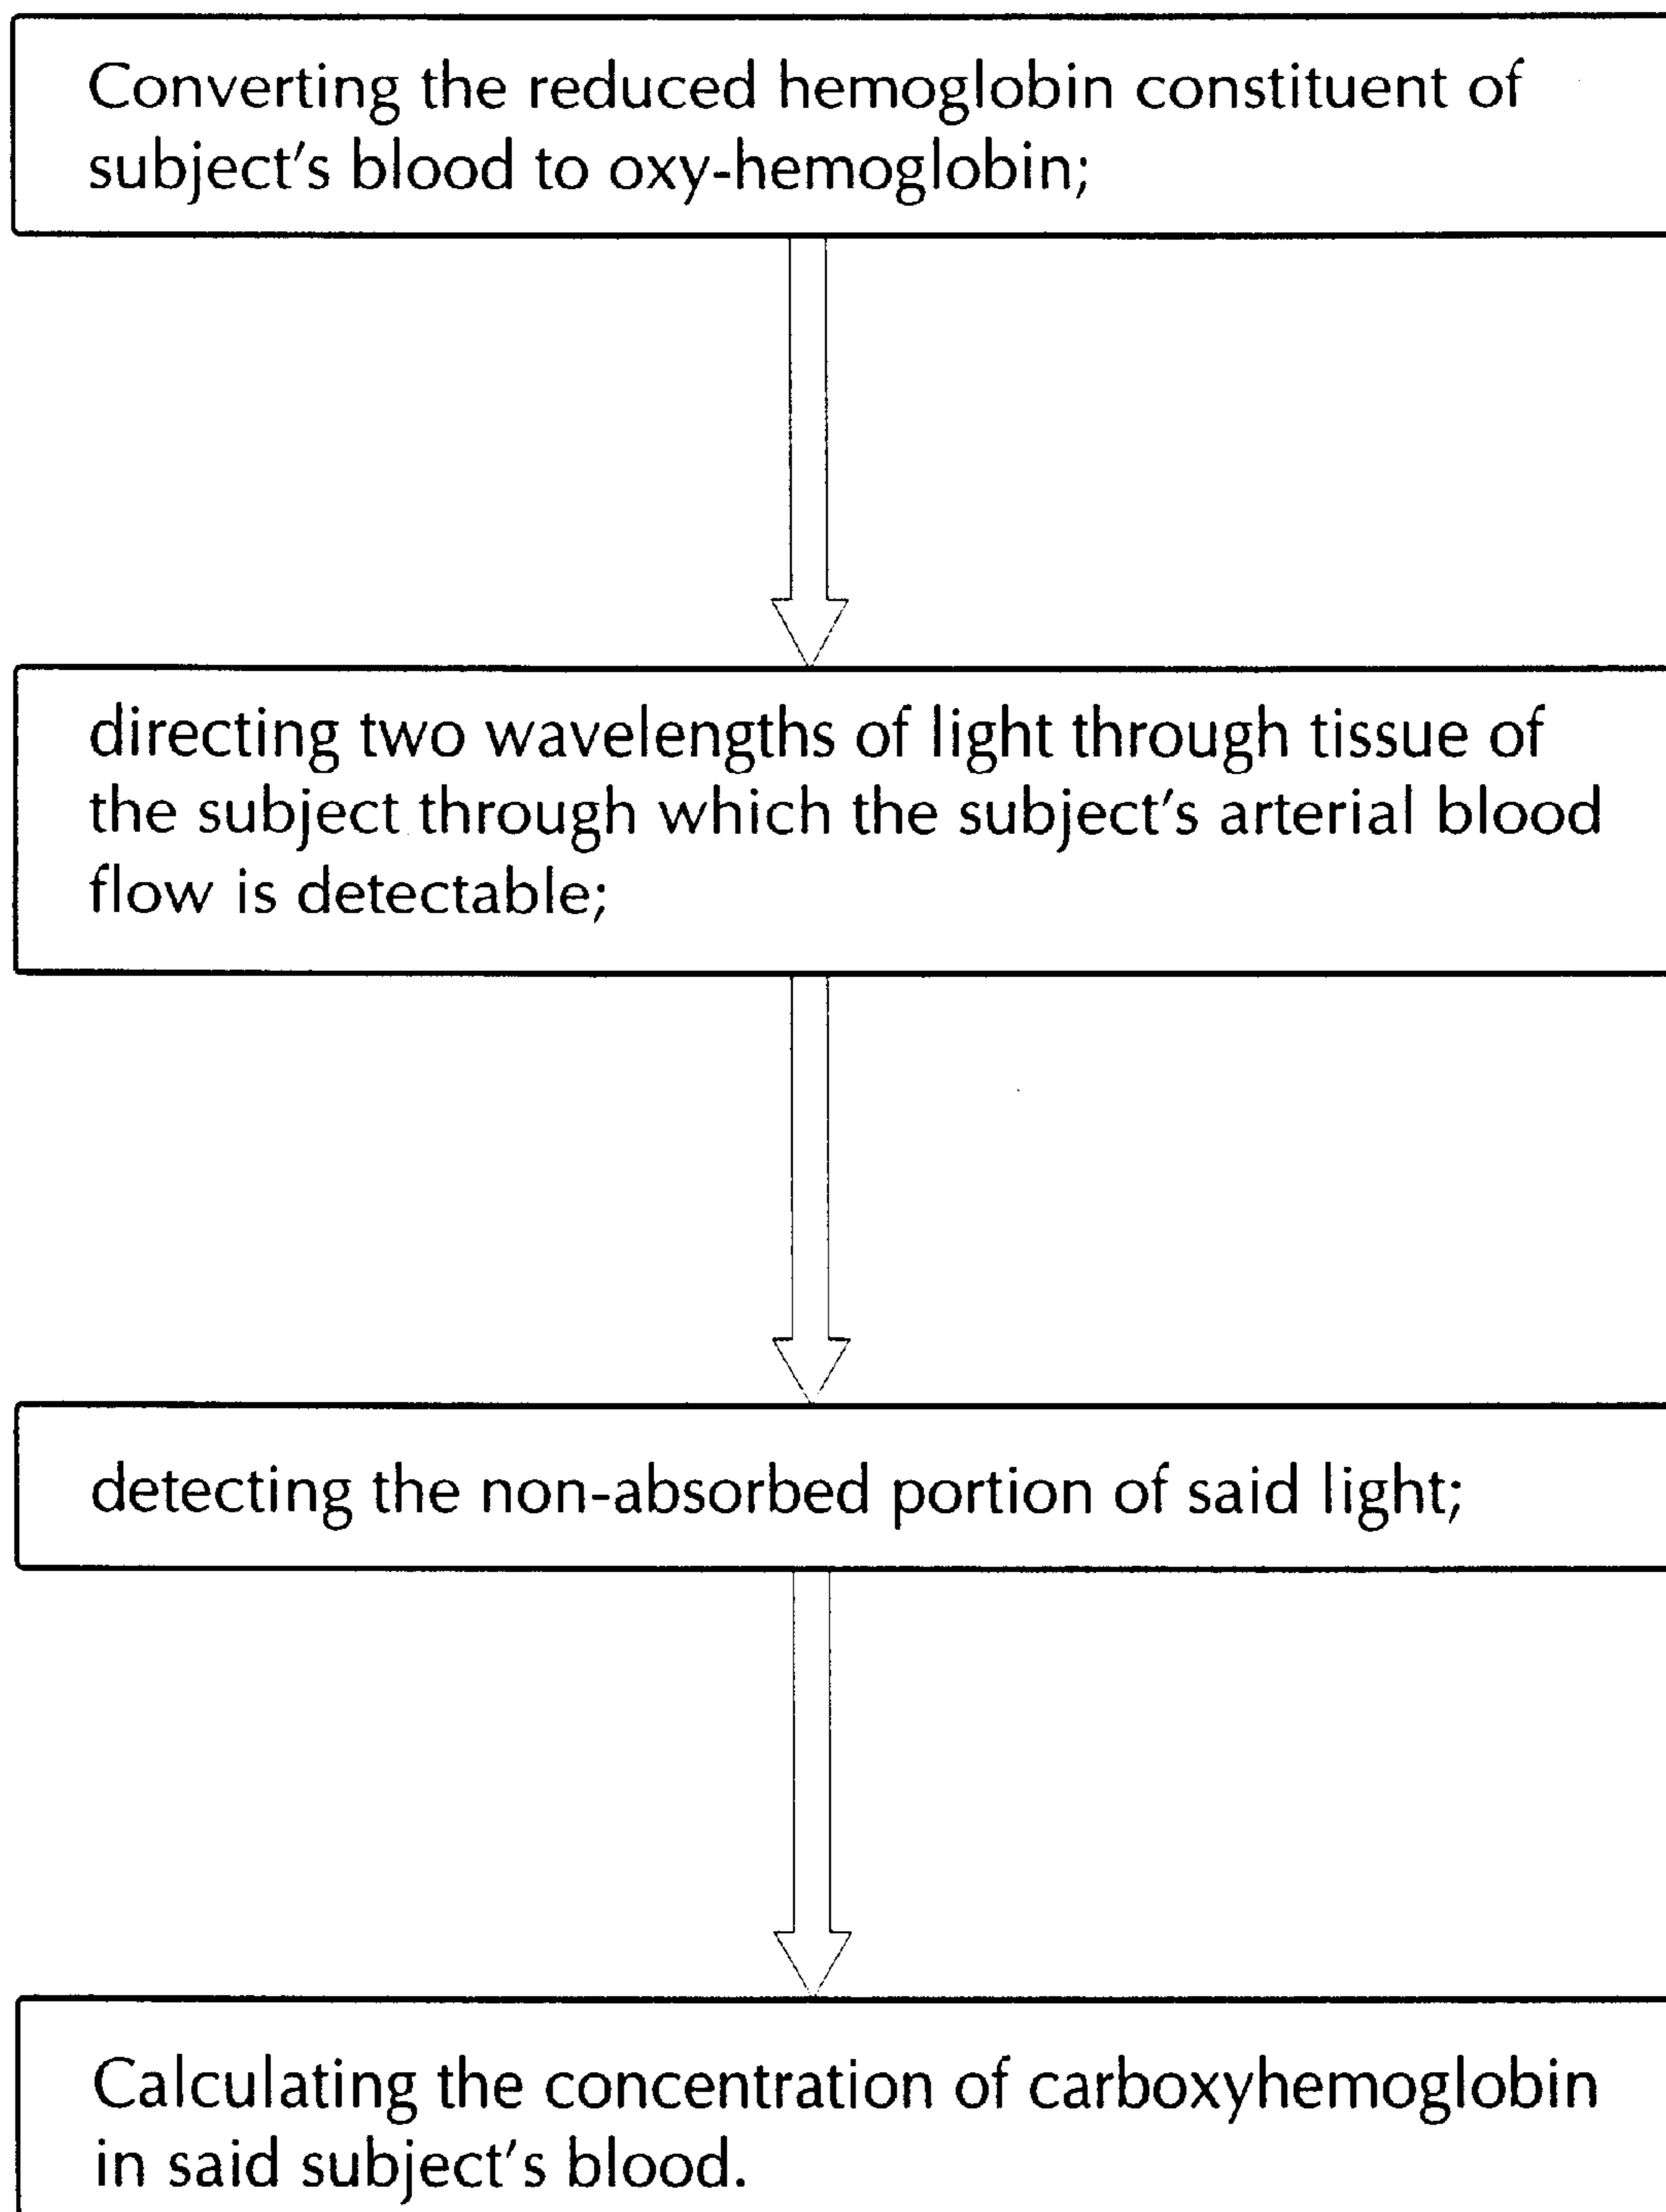 Converting the reduced hemoglobin constituent of
subject's blood to oxy-hemoglobin;
directing two wavelengths of light through tissue of
the subject through which the subject's arterial blood
flow is detectable;
detecting the non-absorbed portion of said light;
Calculating the concentration of carboxyhemoglobin
in said subject's blood.